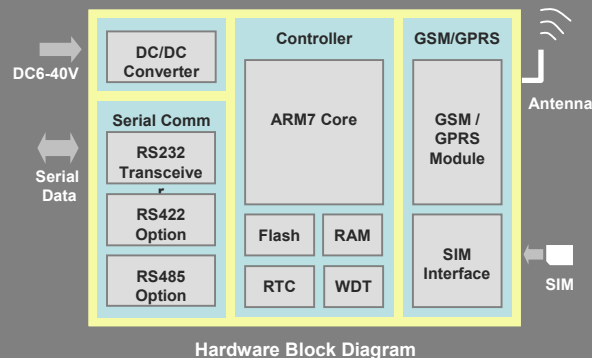 DC6-40V
Serial
Data
DC/DC
Converter
Serial Comm
RS232
Transceive
r
RS422
Option
RS485
Option
Controller
ARM7 Core
Flash
RAM
RTC
WDT
GSM/GPRS
GSM /
GPRS
Module
SIM
Interface
Antenna
SIM
Hardware Block Diagram